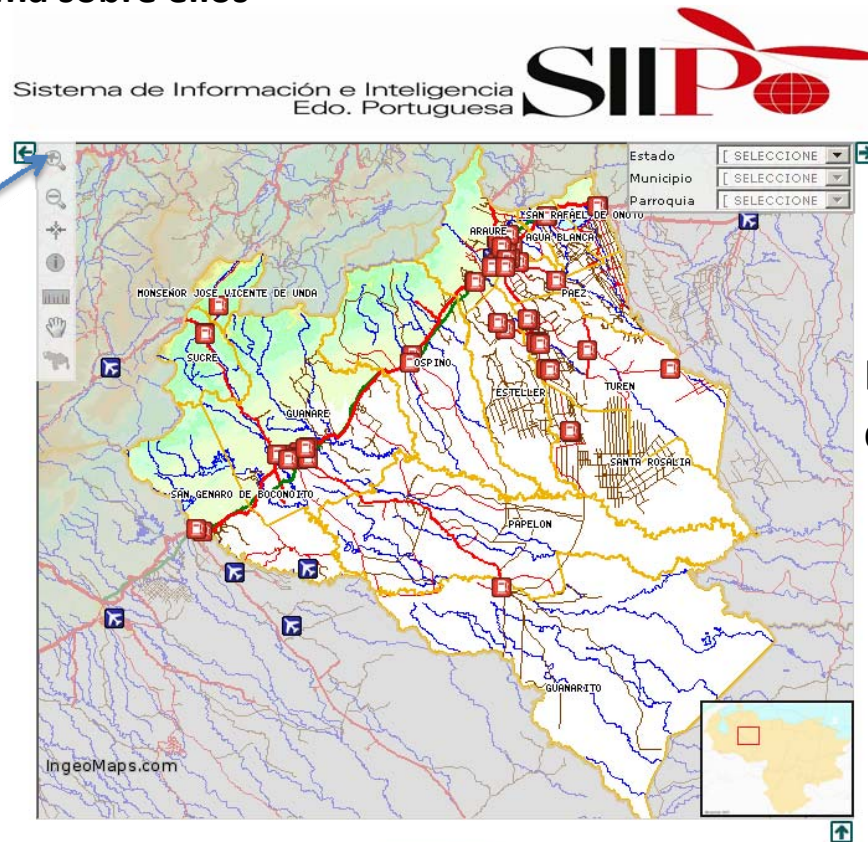 Sistema de Información e Inteligencia
Edo. Portuguesa
SIIPo
Estado [ SELECCIONE
Municipio [ SELECCIONE
Parroquia [ SELECCIONE
SAN RAFAEL DE ONOTO
ARAURE
AGUA BLANCA
PAEZ
MONSEÑOR JOSE VICENTE DE UNDA
SUCRE
OSPINO
ESTELLER
TUREN
GUANARE
SANTA ROSALIA
SAN GENARO DE BOCONOITO
PAPELON
GUANARITO
IngeoMaps.com